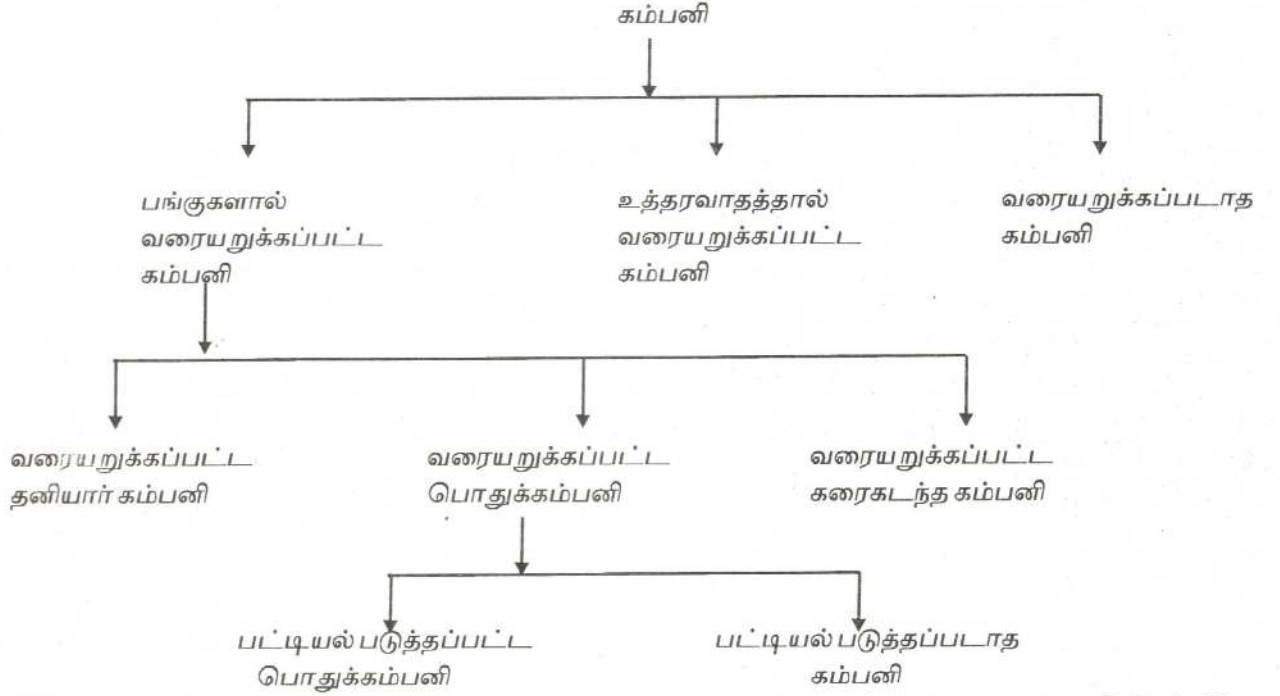 கம்பனி
பங்குகளால்
வரையறுக்கப்பட்ட
கம்பனி
உத்தரவாதத்தால்
வரையறுக்கப்பட்ட
கம்பனி
வரையறுக்கப்படாத
கம்பனி
வரையறுக்கப்பட்ட
தனியார் கம்பனி
வரையறுக்கப்பட்ட
பொதுக்கம்பனி
வரையறுக்கப்பட்ட
கரைகடந்த கம்பனி
பட்டியல் படுத்தப்பட்ட
பொதுக்கம்பனி
பட்டியல் படுத்தப்படாத
கம்பனி